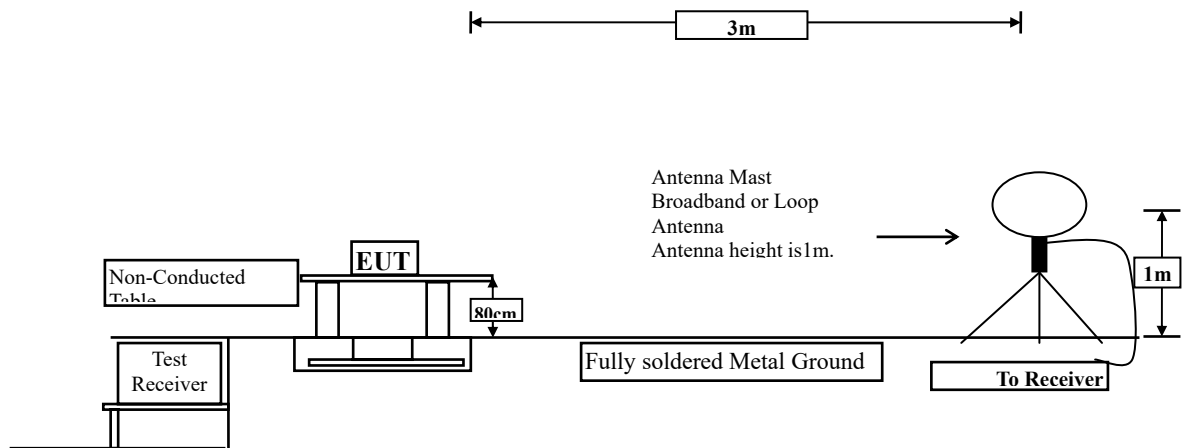 3m
Antenna Mast
Broadband or Loop
Antenna
Antenna height is1m.
EUT
Non-Conducted
Table
80cm
1m
Test
Receiver
Fully soldered Metal Ground
To Receiver